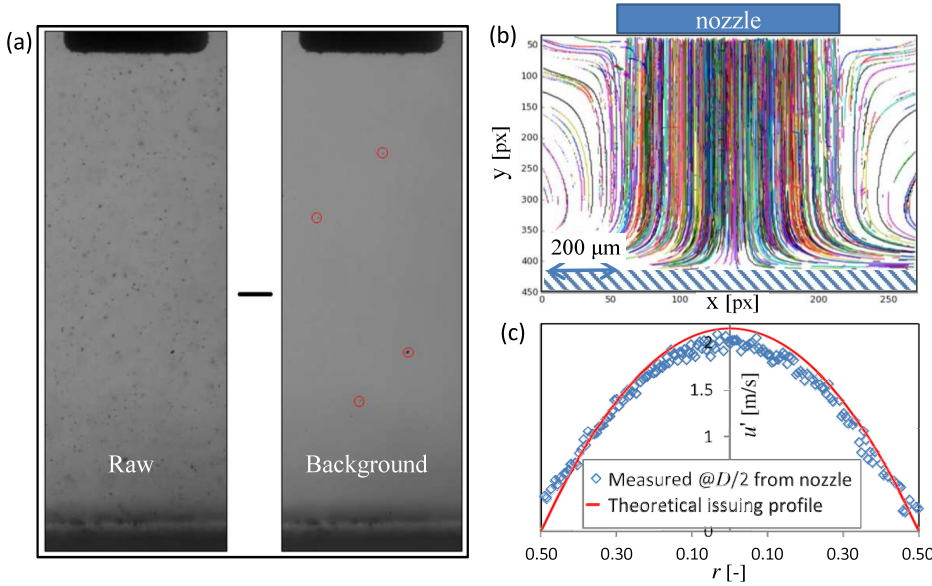 (a)
Raw
Background
(b)
nozzle
y [px]
50
100
150
200
250
300
350
400
450
200 µm
0
50
100
150
200
250
x [px]
(c)
u' [m/s]
2
1.5
1
0
Measured @D/2 from nozzle
Theoretical issuing profile
0.50
0.30
0.10
0.10
0.30
0.50
r [-]